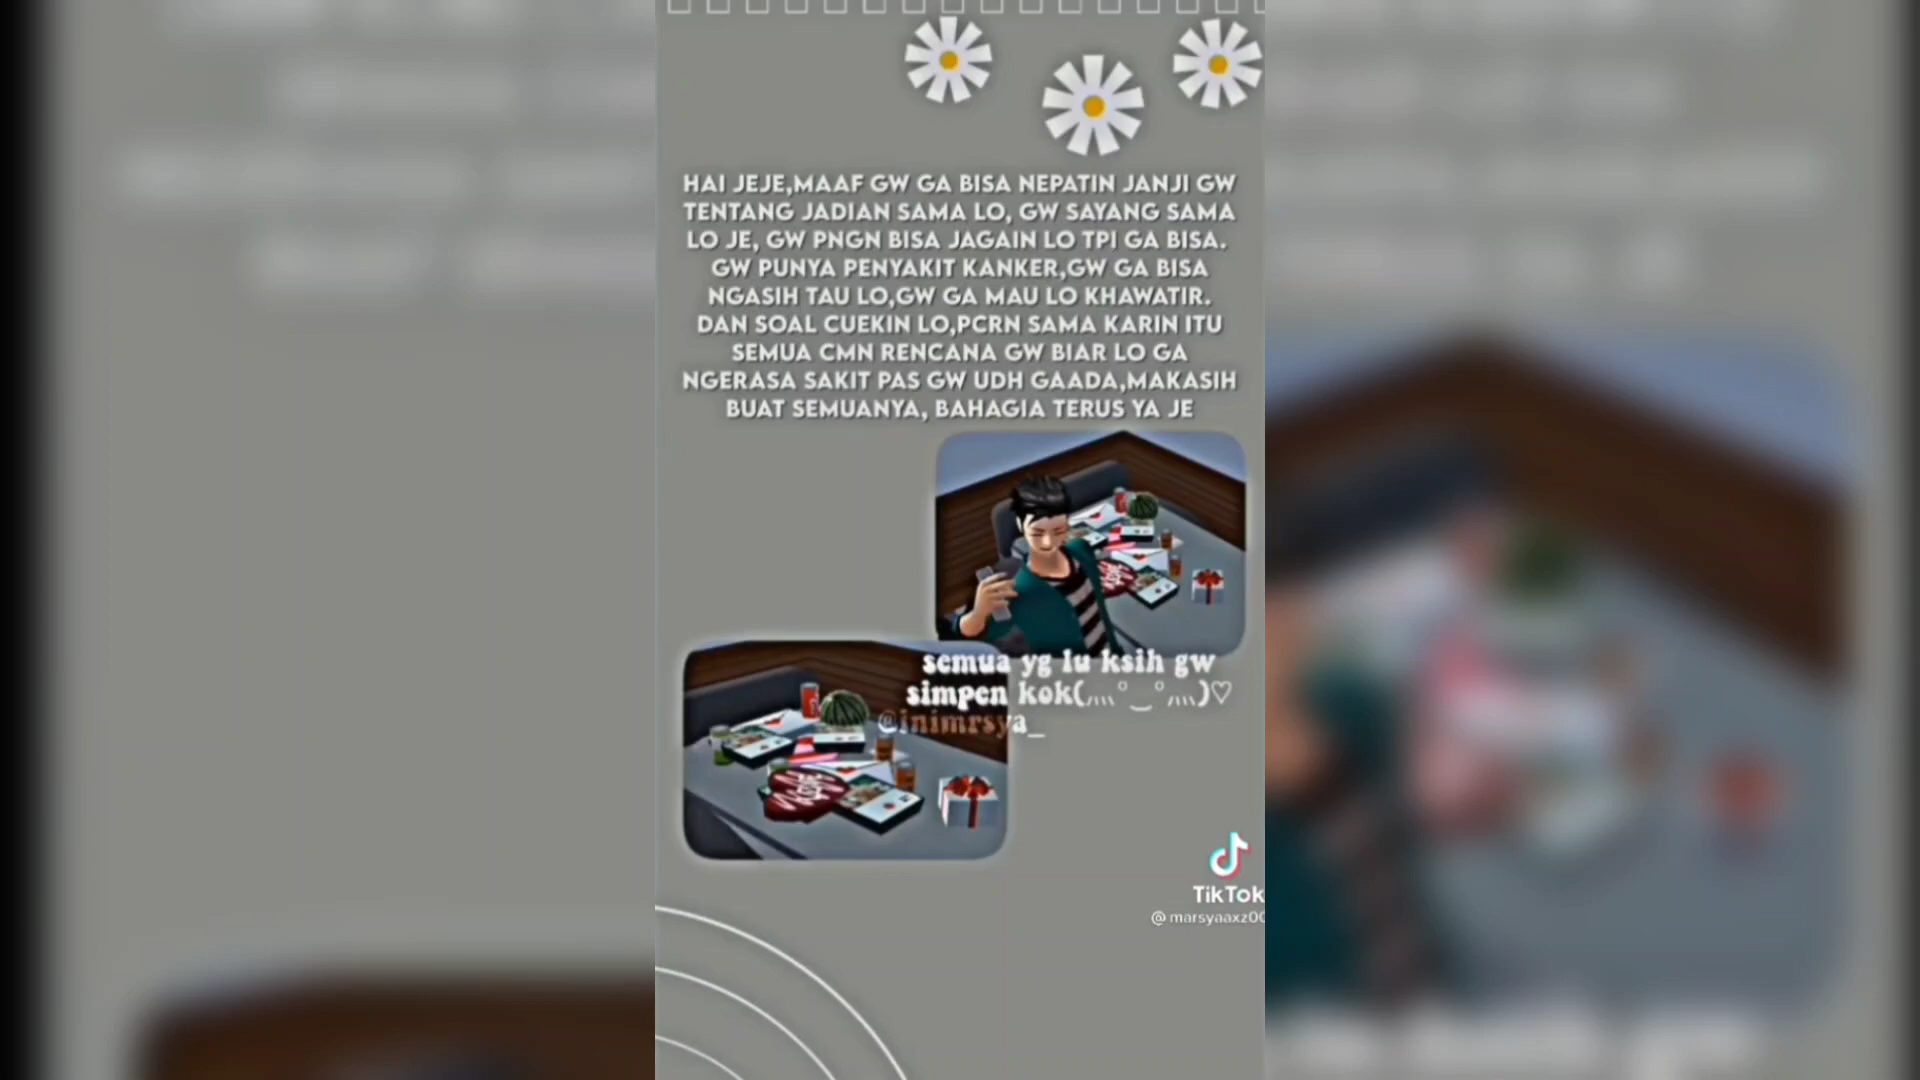 HAI JEJE,MAAF GW GA BISA NEPATIN JANJI GW
TENTANG JADIAN SAMA LO, GW SAYANG SAMA
LO JE, GW PNGN BISA JAGAIN LO TPI GA BISA.
GW PUNYA PENYAKIT KANKER,GW GA BISA
NGASIH TAU LO,GW GA MAU LO KHAWATIR.
DAN SOAL CUEKIN LO,PCRN SAMA KARIN ITU
SEMUA CMN RENCANA GW BIAR LO GA
NGERASA SAKIT PAS GW UDH GAADA,MAKASIH
BUAT SEMUANYA, BAHAGIA TERUS YA JE
semua yg lu ksih gw
simpen kok(⁄⁄⁄°‿°⁄⁄⁄)♡
@inimrsya_
TikTok
@marsyaaxz00